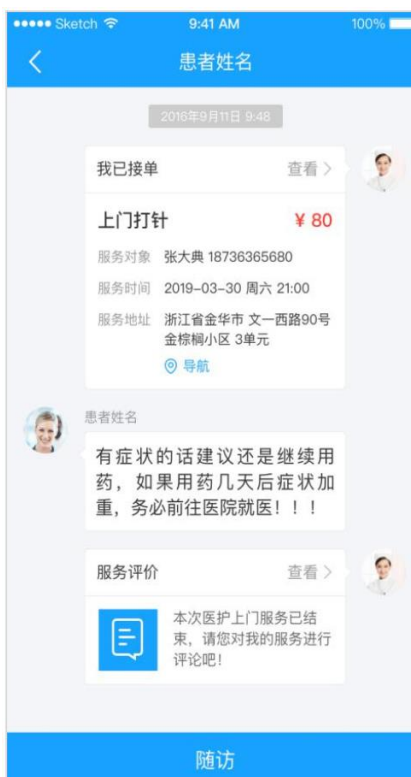 Sketch 9:41 AM 100%
患者姓名
2016年9月11日 9:48
我已接单 查看
上门打针 ¥ 80
服务对象 张大典 18736365680
服务时间 2019-03-30 周六 21:00
服务地址 浙江省金华市 文一西路90号
金棕榈小区 3单元
导航
患者姓名
有症状的话建议还是继续用
药，如果用药几天后症状加
重，务必前往医院就医！！！
服务评价 查看
本次医护上门服务已结
束，请您对我的服务进行
评论吧！
随访